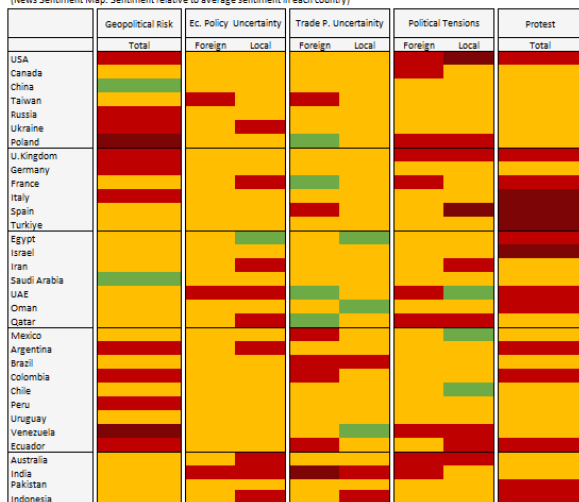 (News Sentiment Map: Sentiment relative to average sentiment in each country)
Geopolitical Risk Ec. Policy Uncertainty Trade P. Uncertainty Political Tensions Protest
Total Foreign Local Foreign Local Foreign Local Total
USA
Canada
China
Taiwan
Russia
Ukraine
Poland
U.Kingdom
Germany
France
Italy
Spain
Turkiye
Egypt
Israel
Iran
Saudi Arabia
UAE
Oman
Qatar
Mexico
Argentina
Brazil
Colombia
Chile
Peru
Uruguay
Venezuela
Ecuador
Australia
India
Pakistan
Indonesia